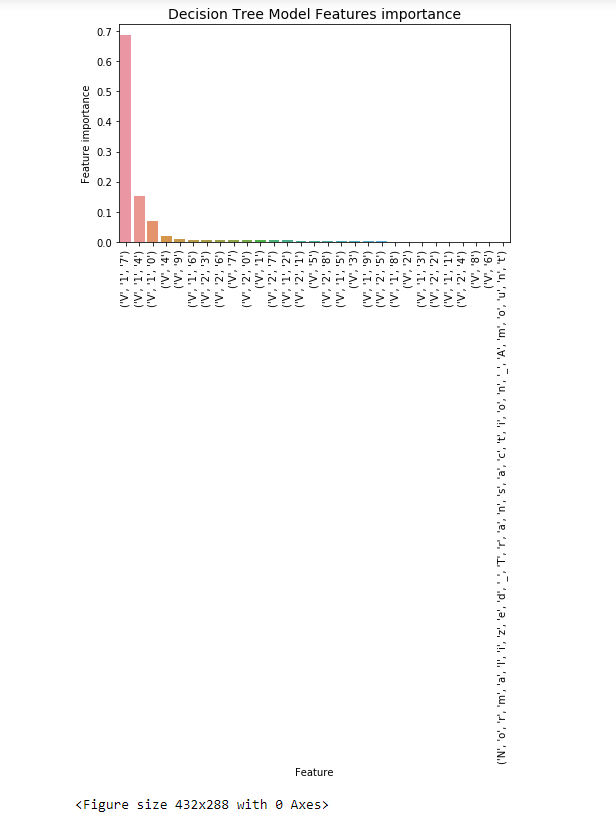 Decision Tree Model Features importance
Feature importance
0.7
0.6
0.5
0.4
0.3
0.2
0.1
0.0
('V', '1', '7')
('V', '1', '4')
('V', '1', '0')
('V', '4')
('V', '9')
('V', '1', '6')
('V', '2', '3')
('V', '2', '6')
('V', '7')
('V', '2', '0')
('V', '1')
('V', '2', '7')
('V', '1', '2')
('V', '2', '1')
('V', '5')
('V', '2', '8')
('V', '1', '5')
('V', '3')
('V', '1', '9')
('V', '2', '5')
('V', '1', '8')
('V', '2')
('V', '1', '3')
('V', '2', '2')
('V', '1', '1')
('V', '2', '4')
('V', '8')
('V', '6')
('N', 'o', 'r', 'm', 'a', 'l', 'i', 'z', 'e', 'd', '_', 'T', 'r', 'a', 'n', 's', 'a', 'c', 't', 'i', 'o', 'n', '_', 'A', 'm', 'o', 'u', 'n', 't')
Feature
<Figure size 432x288 with 0 Axes>